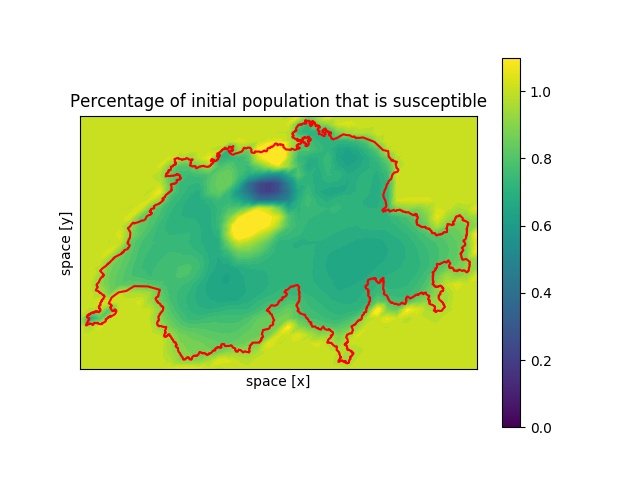 Percentage of initial population that is susceptible
space [y]
space [x]
1.0
0.8
0.6
0.4
0.2
0.0